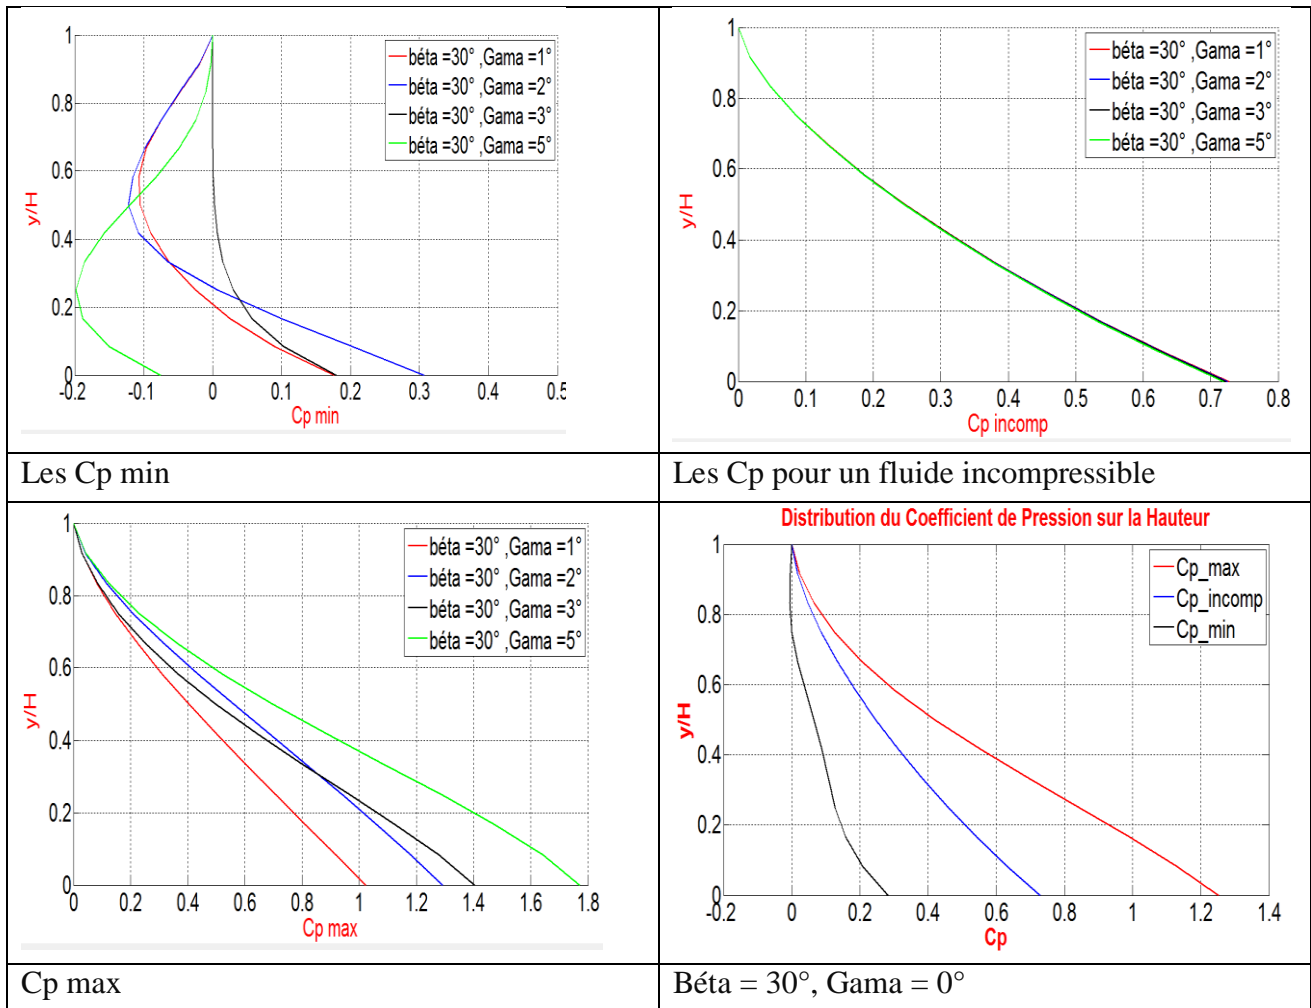 1
0.8
0.6
0.4
0.2
0
y/H
-0.2 -0.1 0 0.1 0.2 0.3 0.4 0.5
Cp min
béta =30° ,Gama =1°
béta =30° ,Gama =2°
béta =30° ,Gama =3°
béta =30° ,Gama =5°
1
0.8
0.6
0.4
0.2
0
y/H
0 0.1 0.2 0.3 0.4 0.5 0.6 0.7 0.8
Cp incomp
béta =30° ,Gama =1°
béta =30° ,Gama =2°
béta =30° ,Gama =3°
béta =30° ,Gama =5°
Les Cp min
Les Cp pour un fluide incompressible
1
0.8
0.6
0.4
0.2
0
y/H
0 0.2 0.4 0.6 0.8 1 1.2 1.4 1.6 1.8
Cp max
béta =30° ,Gama =1°
béta =30° ,Gama =2°
béta =30° ,Gama =3°
béta =30° ,Gama =5°
Distribution du Coefficient de Pression sur la Hauteur
1
0.8
0.6
0.4
0.2
0
y/H
-0.2 0 0.2 0.4 0.6 0.8 1 1.2 1.4
Cp
Cp_max
Cp_incomp
Cp_min
Cp max
Béta = 30°, Gama = 0°